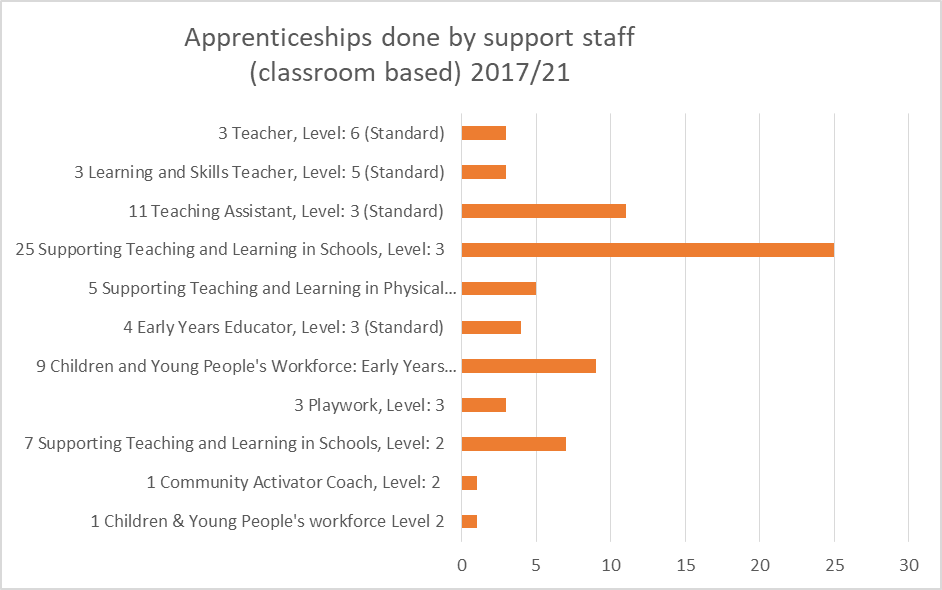 Apprenticeships done by support staff
(classroom based) 2017/21
3 Teacher, Level: 6 (Standard)
3 Learning and Skills Teacher, Level: 5 (Standard)
11 Teaching Assistant, Level: 3 (Standard)
25 Supporting Teaching and Learning in Schools, Level: 3
5 Supporting Teaching and Learning in Physical...
4 Early Years Educator, Level: 3 (Standard)
9 Children and Young People's Workforce: Early Years...
3 Playwork, Level: 3
7 Supporting Teaching and Learning in Schools, Level: 2
1 Community Activator Coach, Level: 2
1 Children & Young People's workforce Level 2
0 5 10 15 20 25 30